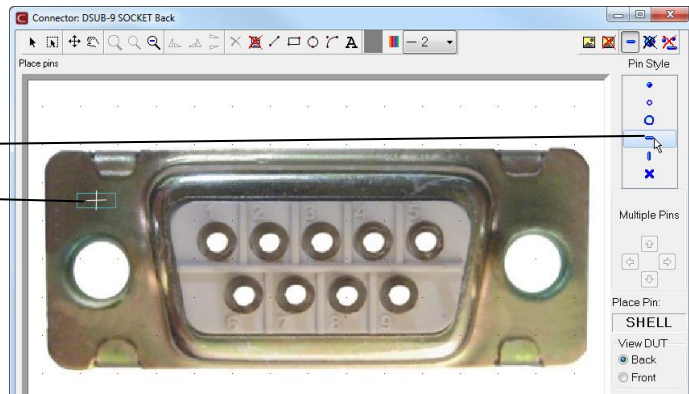 Connector: DSUB-9 SOCKET Back
A
2
Place pins
Pin Style
1 2 3 4 5
6 7 8 9
Multiple Pins
Place Pin:
SHELL
View DUT
Back
Front